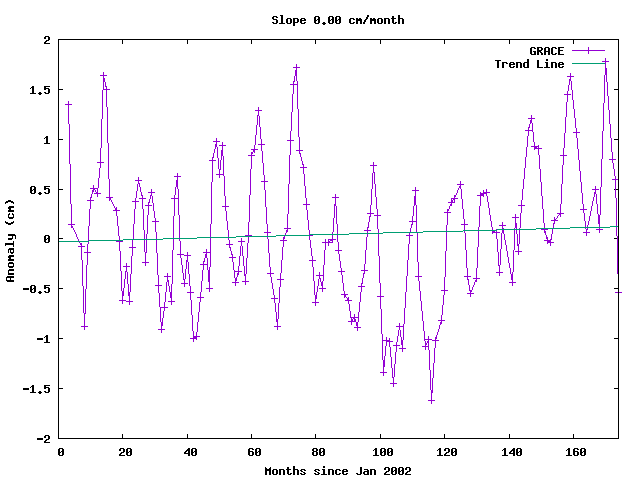 Slope 0.00 cm/month
GRACE
Trend Line
2
1.5
1
0.5
0
-0.5
-1
-1.5
-2
Anomaly (cm)
0 20 40 60 80 100 120 140 160
Months since Jan 2002